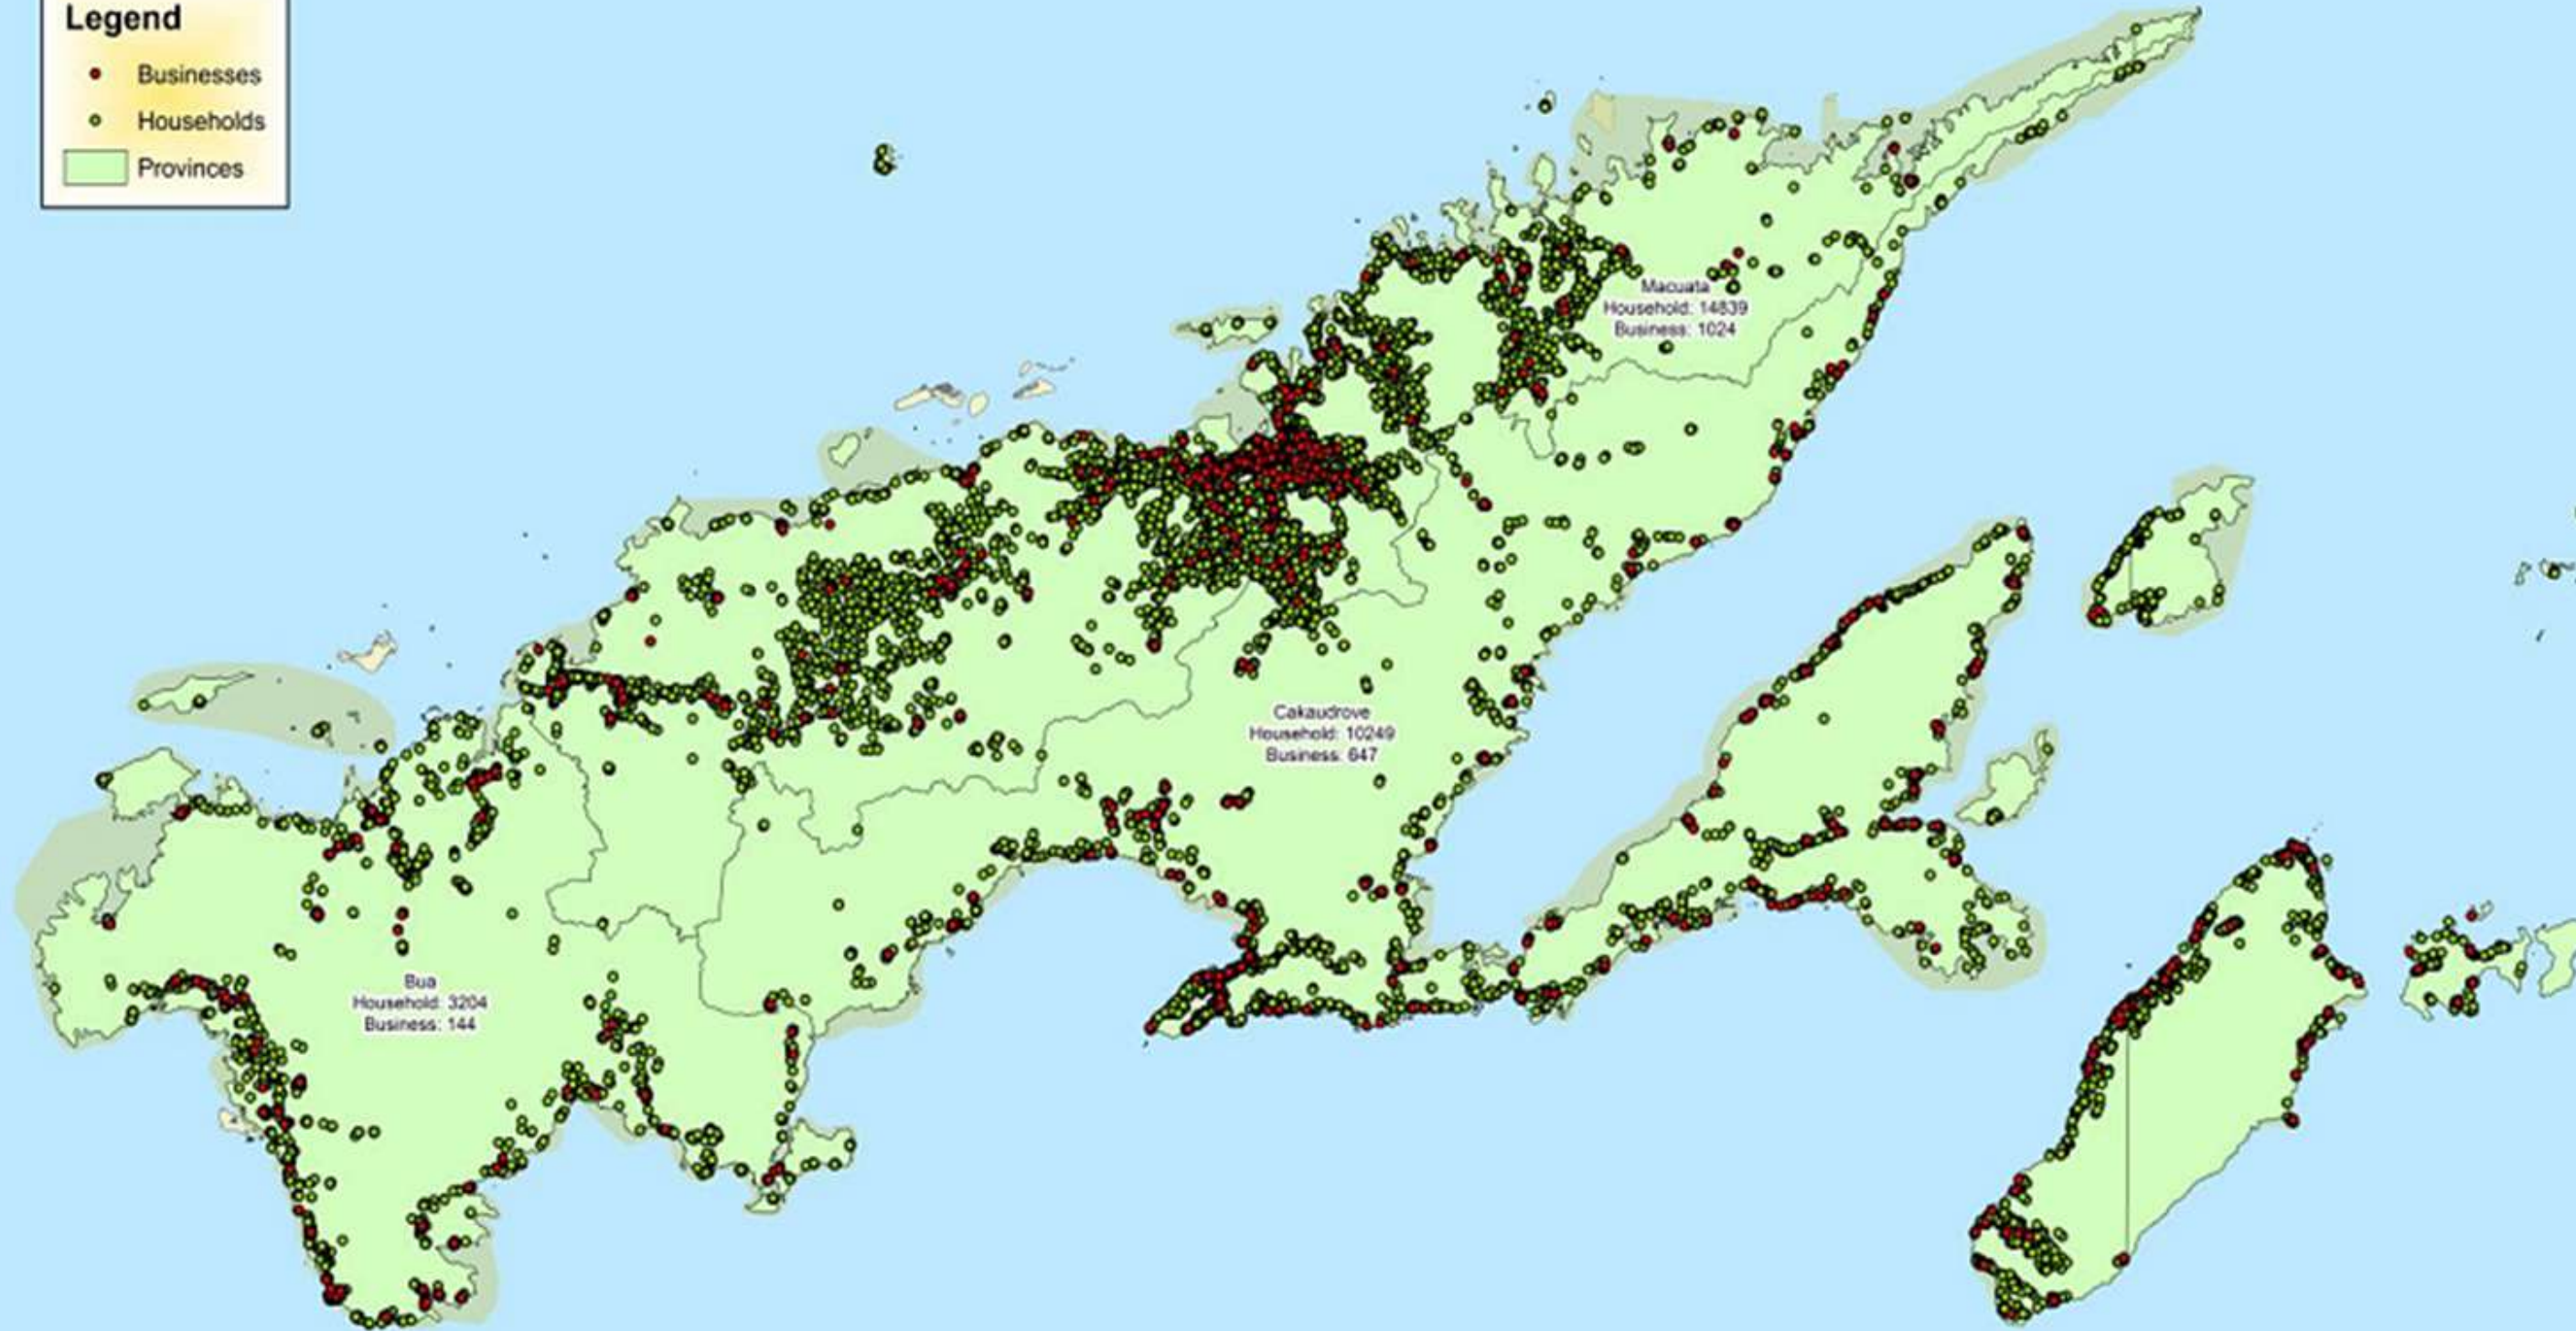 Legend
Businesses
Households
Provinces
Macuata
Household: 14839
Business: 1024
Cakaudrove
Household: 10249
Business: 647
Bua
Household: 3204
Business: 144